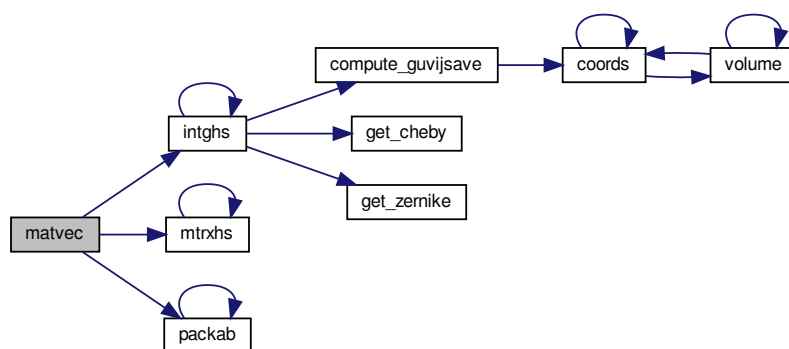 compute_guvijsave
coords
volume
intghs
get_cheby
get_zernike
matvec
mtrxhs
packab